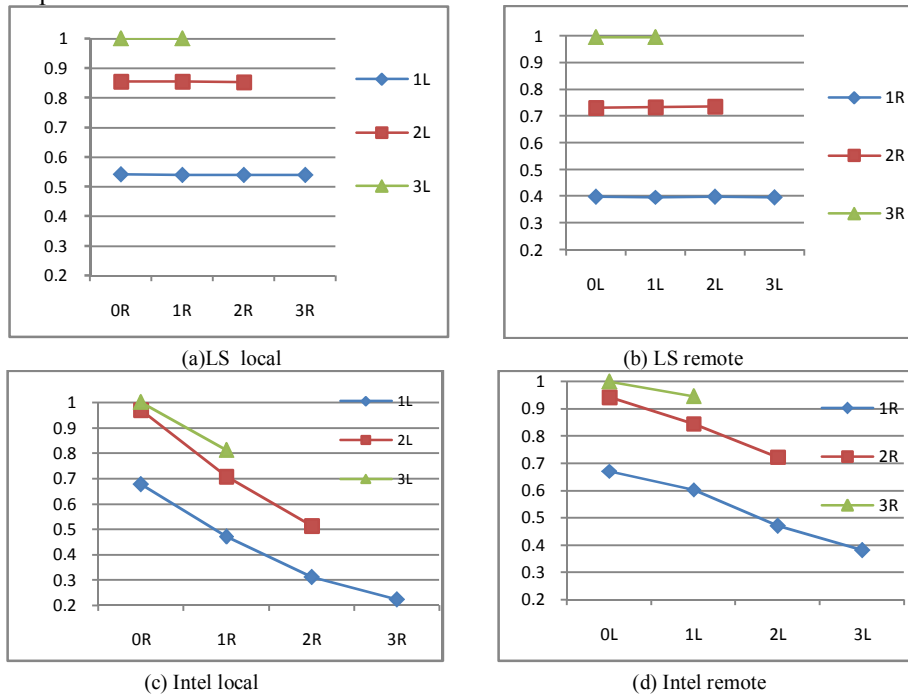 1
0.9
0.8
0.7
0.6
0.5
0.4
0.3
0.2
0R 1R 2R 3R
1L
2L
3L
(a)LS local
1
0.9
0.8
0.7
0.6
0.5
0.4
0.3
0.2
0L 1L 2L 3L
1R
2R
3R
(b) LS remote
1
0.9
0.8
0.7
0.6
0.5
0.4
0.3
0.2
0R 1R 2R 3R
1L
2L
3L
(c) Intel local
1
0.9
0.8
0.7
0.6
0.5
0.4
0.3
0.2
0L 1L 2L 3L
1R
2R
3R
(d) Intel remote